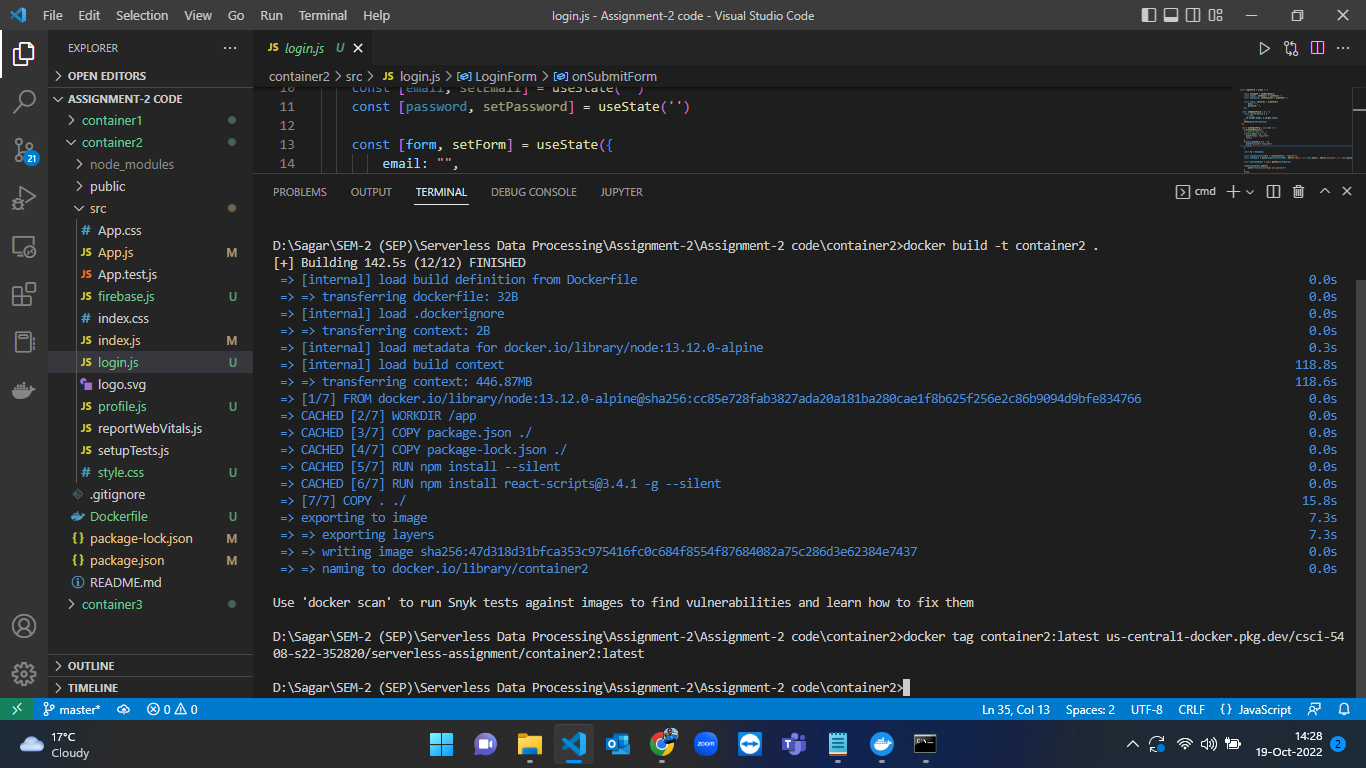 File Edit Selection View Go Run Terminal Help
login.js - Assignment-2 code - Visual Studio Code
EXPLORER
OPEN EDITORS
ASSIGNMENT-2 CODE
container1
container2
node_modules
public
src
# App.css
JS App.js M
JS App.test.js
JS firebase.js U
# index.css
JS index.js M
JS login.js U
logo.svg
JS profile.js U
JS reportWebVitals.js
JS setupTests.js
# style.css U
.gitignore
Dockerfile U
{} package-lock.json M
{} package.json M
README.md
container3
OUTLINE
TIMELINE
21
JS login.js U
container2 > src > JS login.js > LoginForm > onSubmitForm
10 const [email, setEmail] = useState('')
11 const [password, setPassword] = useState('')
12
13 const [form, setForm] = useState({
14 email: "",
PROBLEMS OUTPUT TERMINAL DEBUG CONSOLE JUPYTER
cmd
D:\Sagar\SEM-2 (SEP)\Serverless Data Processing\Assignment-2\Assignment-2 code\container2>docker build -t container2 .
[+] Building 142.5s (12/12) FINISHED
=> [internal] load build definition from Dockerfile 0.0s
=> => transferring dockerfile: 32B 0.0s
=> [internal] load .dockerignore 0.0s
=> => transferring context: 2B 0.0s
=> [internal] load metadata for docker.io/library/node:13.12.0-alpine 0.3s
=> [internal] load build context 118.8s
=> => transferring context: 446.87MB 118.6s
=> [1/7] FROM docker.io/library/node:13.12.0-alpine@sha256:cc85e728fab3827ada20a181ba280cae1f8b625f256e2c86b9094d9bfe834766 0.0s
=> CACHED [2/7] WORKDIR /app 0.0s
=> CACHED [3/7] COPY package.json ./ 0.0s
=> CACHED [4/7] COPY package-lock.json ./ 0.0s
=> CACHED [5/7] RUN npm install --silent 0.0s
=> CACHED [6/7] RUN npm install react-scripts@3.4.1 -g --silent 0.0s
=> [7/7] COPY . ./ 15.8s
=> exporting to image 7.3s
=> => exporting layers 7.3s
=> => writing image sha256:47d318d31bfca353c975416fc0c684f8554f87684082a75c286d3e62384e7437 0.0s
=> => naming to docker.io/library/container2 0.0s
Use 'docker scan' to run Snyk tests against images to find vulnerabilities and learn how to fix them
D:\Sagar\SEM-2 (SEP)\Serverless Data Processing\Assignment-2\Assignment-2 code\container2>docker tag container2:latest us-central1-docker.pkg.dev/csci-54
08-s22-352820/serverless-assignment/container2:latest
D:\Sagar\SEM-2 (SEP)\Serverless Data Processing\Assignment-2\Assignment-2 code\container2>
master* 0 0
Ln 35, Col 13 Spaces: 2 UTF-8 CRLF {} JavaScript
17°C
Cloudy
zoom
14:28
19-Oct-2022
2